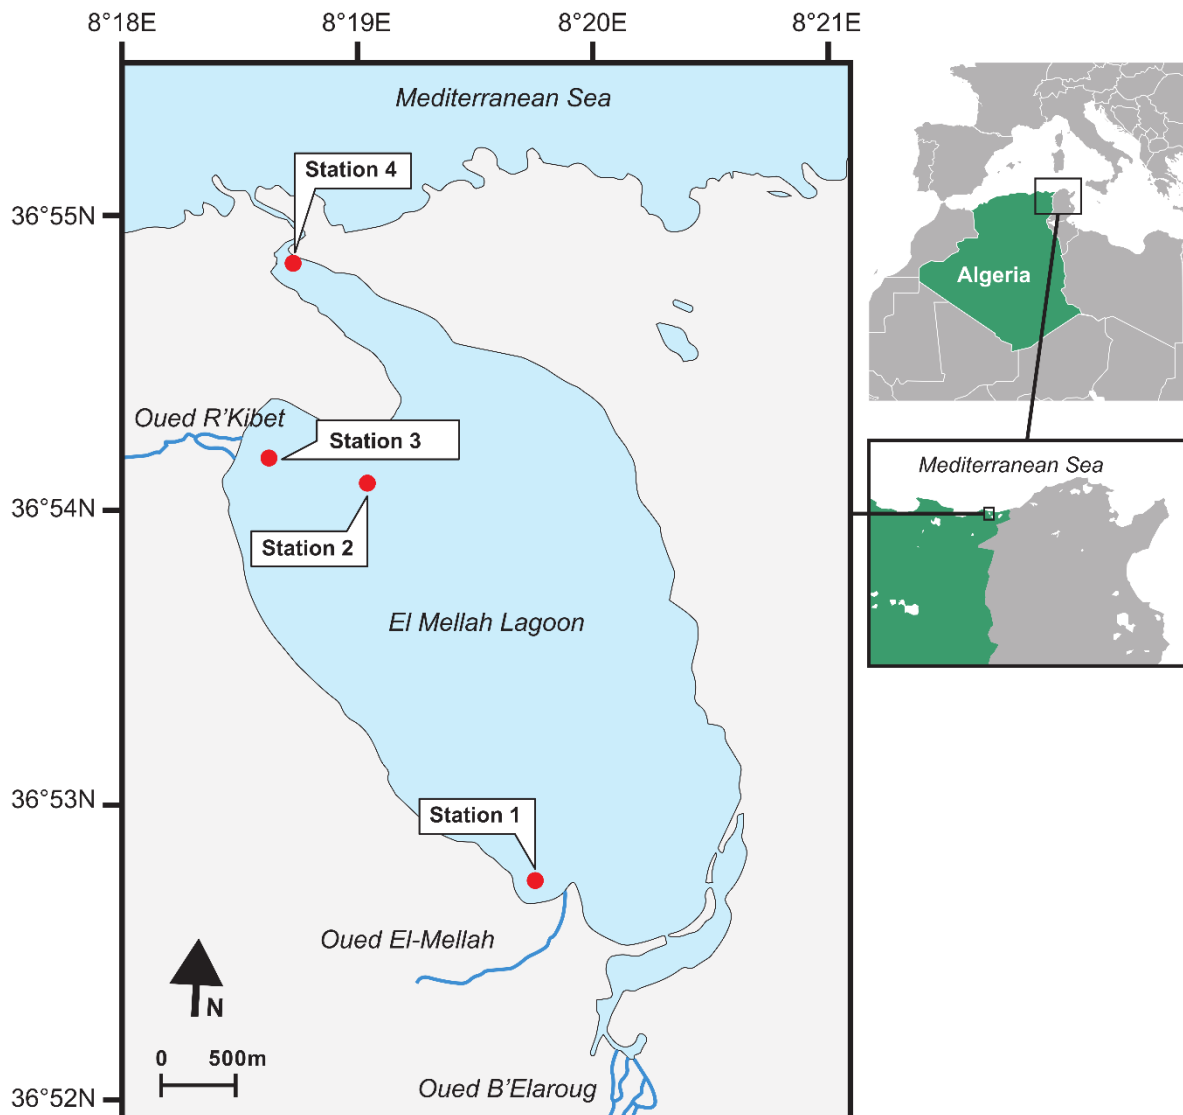 8°18E 8°19E 8°20E 8°21E
Mediterranean Sea
Station 4
36°55N
Algeria
Oued R'Kibet
Station 3
Mediterranean Sea
36°54N
Station 2
El Mellah Lagoon
36°53N
Station 1
Oued El-Mellah
N
0 500m
Oued B'Elaroug
36°52N